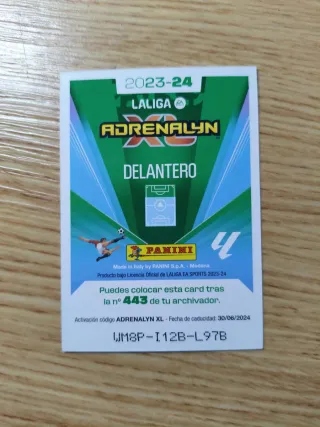 2023-24
LALIGA
ADRENALYN
XL
DELANTERO
PANINI
Made in Italy by PANINI S.p.A. - Modena
Producto bajo Licencia Oficial de LALIGA EA SPORTS 2023-24
Puedes colocar esta card tras
la nº 443 de tu archivador.
Activación código ADRENALYN XL - Fecha de caducidad: 30/06/2024
WM8P-I12B-L97B